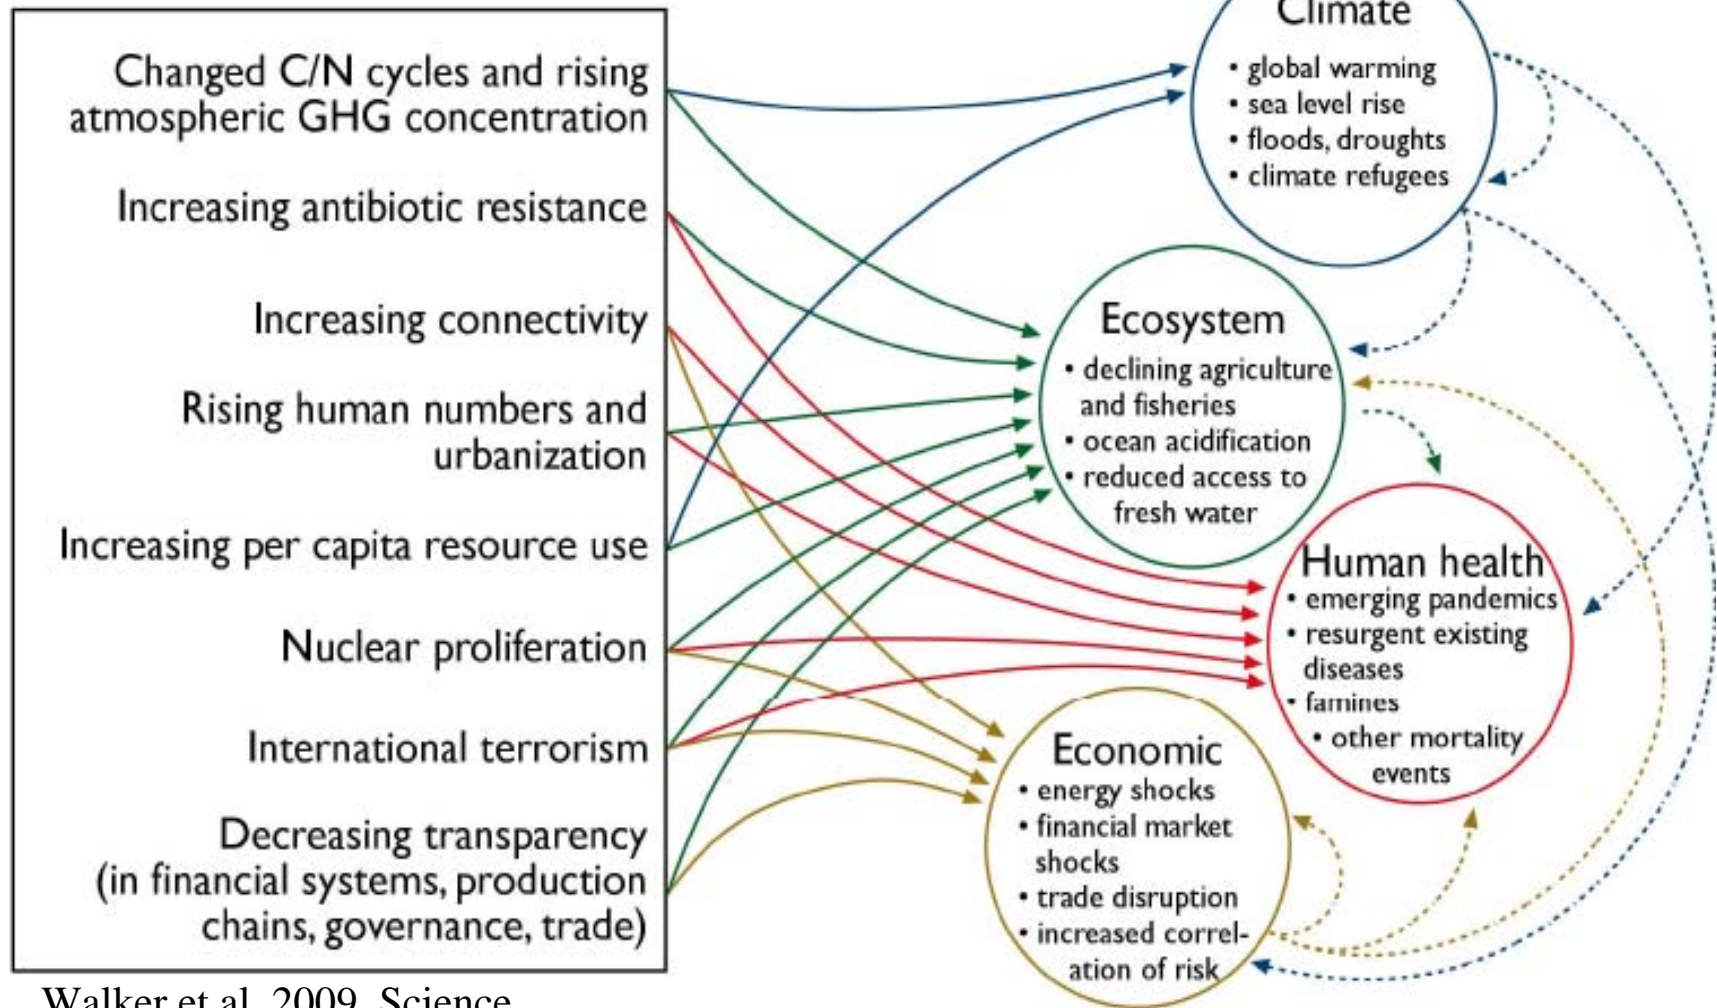 Changed C/N cycles and rising
atmospheric GHG concentration
Increasing antibiotic resistance
Increasing connectivity
Rising human numbers and
urbanization
Increasing per capita resource use
Nuclear proliferation
International terrorism
Decreasing transparency
(in financial systems, production
chains, governance, trade)
Climate
• global warming
• sea level rise
• floods, droughts
• climate refugees
Ecosystem
• declining agriculture
and fisheries
• ocean acidification
• reduced access to
fresh water
Human health
• emerging pandemics
• resurgent existing
diseases
• famines
• other mortality
events
Economic
• energy shocks
• financial market
shocks
• trade disruption
• increased correl-
ation of risk
Walker et al. 2009. Science